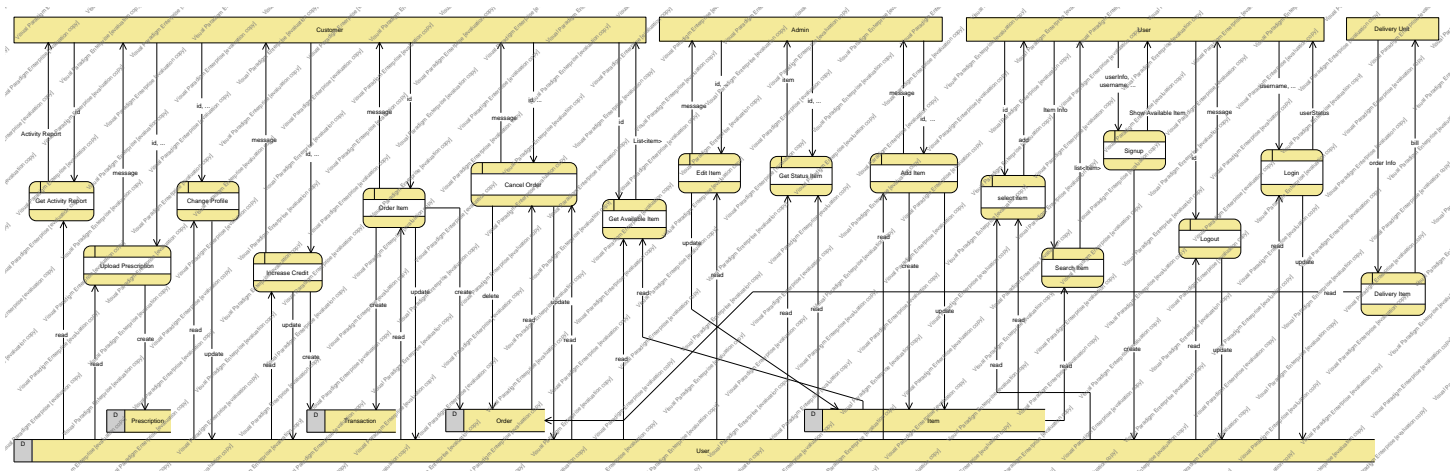 Customer
Admin
User
Delivery Unit
Activity Report
id
message
id, ...
id, ...
message
id, ...
message
id
message
id, ...
id
List<item>
message
id, ...
item
id, ...
message
id, ...
id
add
Item Info
list<Item>
userInfo,
username, ...
Show Available Item
id
message
username, ...
userStatus
order Info
bill
Get Activity Report
Upload Prescription
Change Profile
Increase Credit
Order Item
Cancel Order
Get Available Item
Edit Item
Get Status Item
Add Item
select item
Search Item
Signup
Logout
Login
Delivery Item
read
read
create
read
update
read
update
create
create
read
update
create
delete
read
update
read
read
update
read
read
read
read
create
update
read
read
read
create
read
update
read
update
read
D
Prescription
D
Transaction
D
Order
D
Item
D
User
Visual Paradigm Enterprise [evaluation copy]